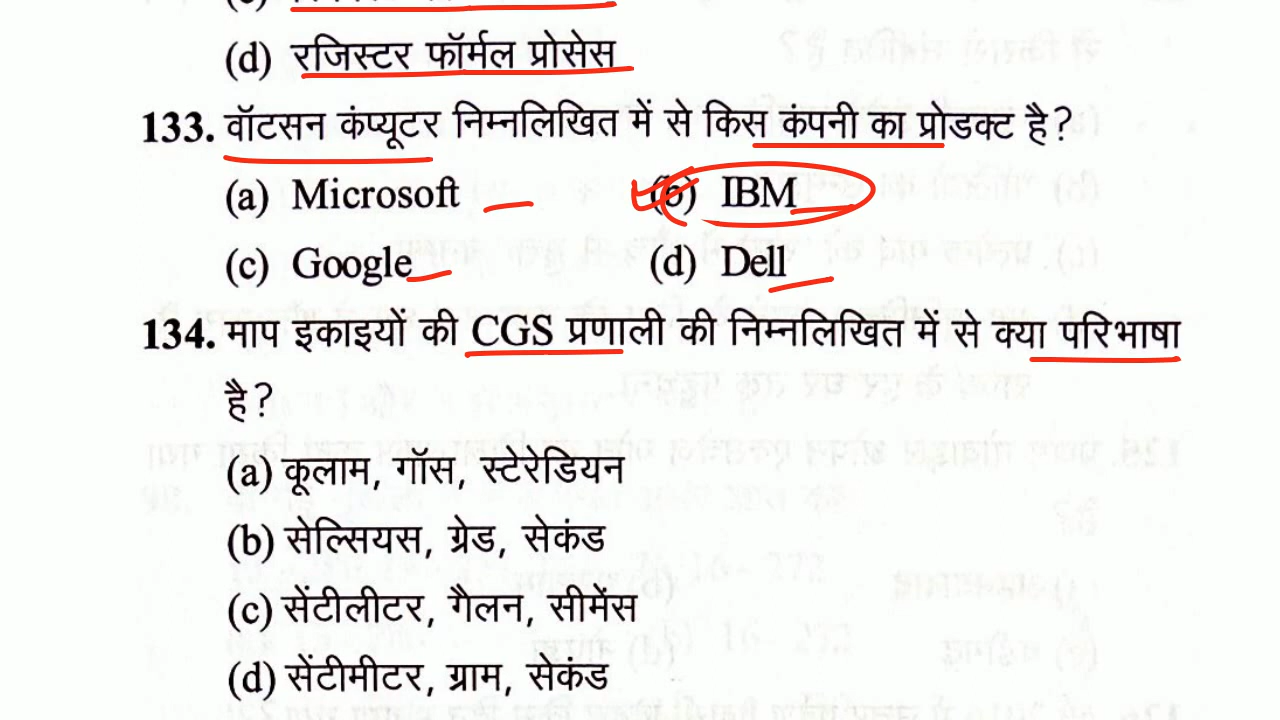 (d) रजिस्टर फॉर्मल प्रोसेस
133. वॉटसन कंप्यूटर निम्नलिखित में से किस कंपनी का प्रोडक्ट है?
(a) Microsoft (b) IBM
(c) Google (d) Dell
134. माप इकाइयों की CGS प्रणाली की निम्नलिखित में से क्या परिभाषा
है?
(a) कूलाम, गॉस, स्टेरेडियन
(b) सेल्सियस, ग्रेड, सेकंड
(c) सेंटीलीटर, गैलन, सीमेंस
(d) सेंटीमीटर, ग्राम, सेकंड